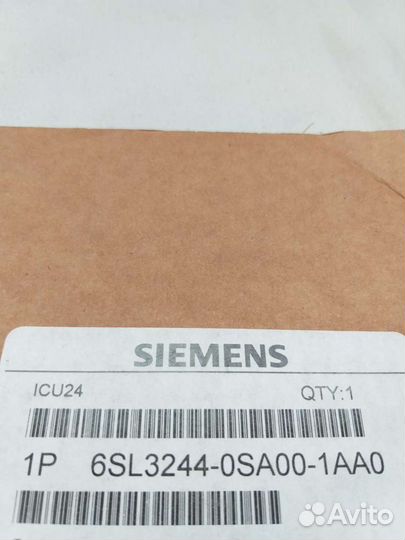 SIEMENS
ICU24 QTY:1
1P 6SL3244-0SA00-1AA0
Avito